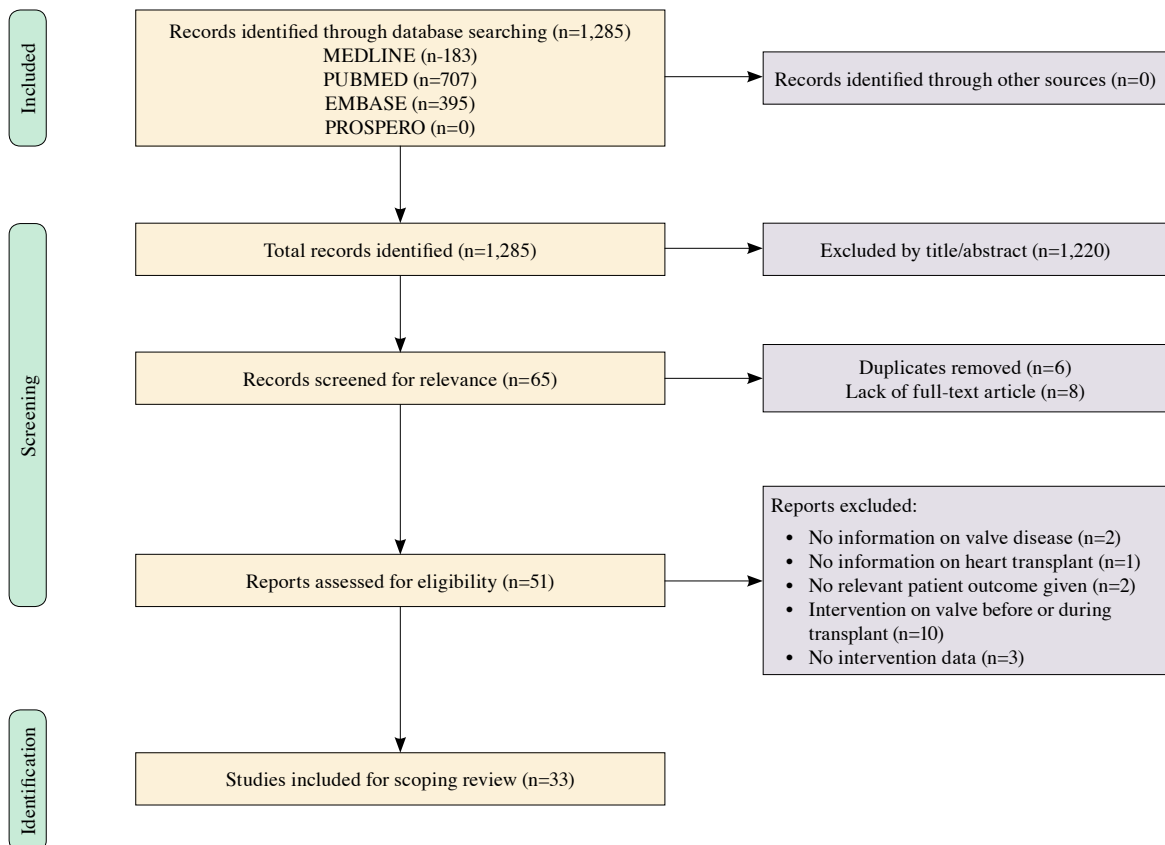 Included
Records identified through database searching (n=1,285)
MEDLINE (n-183)
PUBMED (n=707)
EMBASE (n=395)
PROSPERO (n=0)
Records identified through other sources (n=0)
Screening
Total records identified (n=1,285)
Excluded by title/abstract (n=1,220)
Records screened for relevance (n=65)
Duplicates removed (n=6)
Lack of full-text article (n=8)
Reports assessed for eligibility (n=51)
Reports excluded:
• No information on valve disease (n=2)
• No information on heart transplant (n=1)
• No relevant patient outcome given (n=2)
• Intervention on valve before or during
transplant (n=10)
• No intervention data (n=3)
Identification
Studies included for scoping review (n=33)